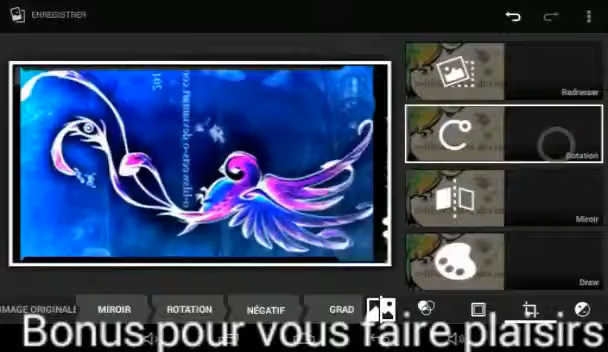 ENREGISTRER
Redresser
Rotation
Miroir
Draw
IMAGE ORIGINALE
MIROIR
ROTATION
NÉGATIF
GRAD
Bonus pour vous faire plaisirs